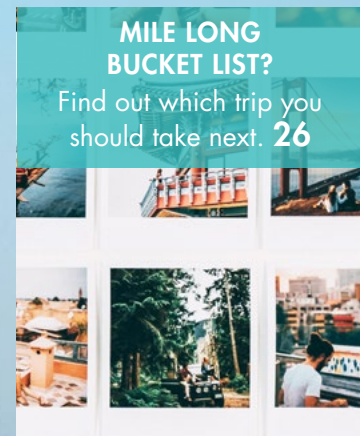 MILE LONG
BUCKET LIST?
Find out which trip you
should take next. 26